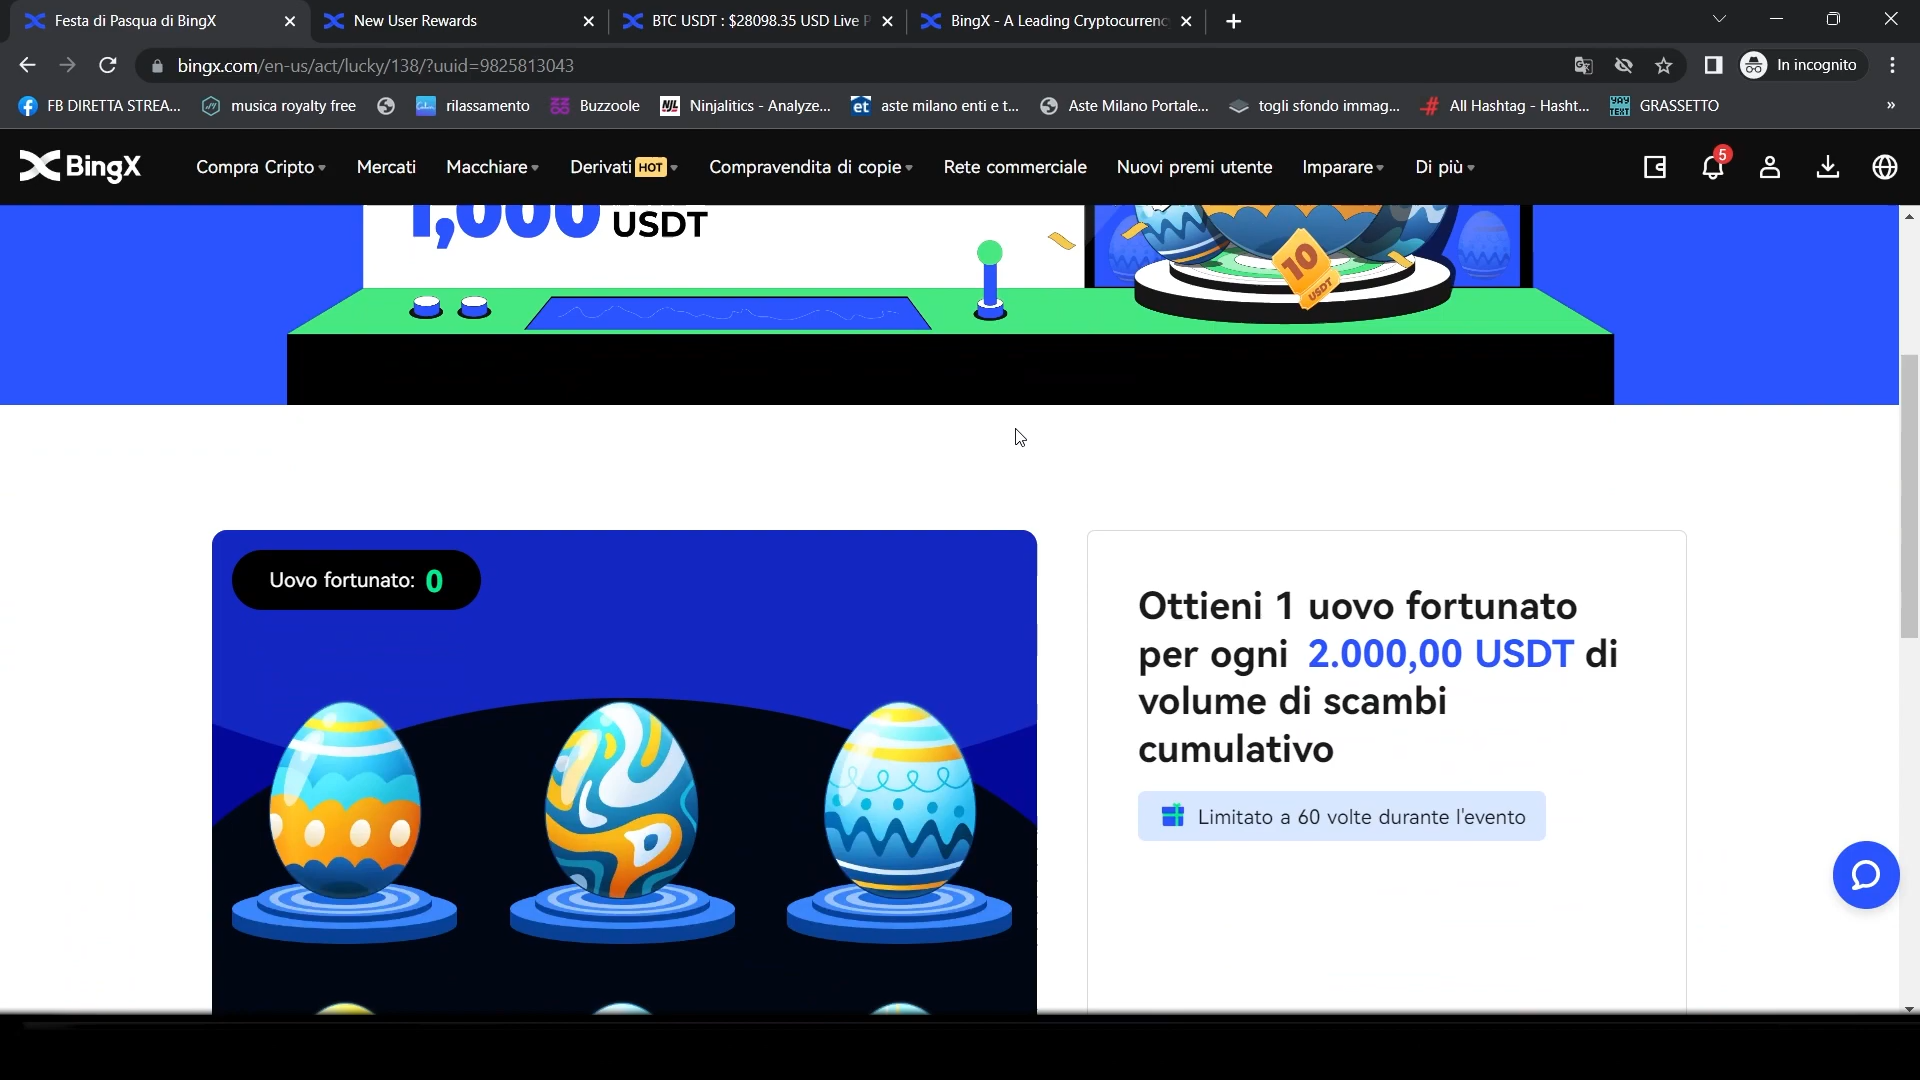 Festa di Pasqua di BingX
New User Rewards
BTC USDT : $28098.35 USD Live P
BingX - A Leading Cryptocurrenc
bingx.com/en-us/act/lucky/138/?uuid=9825813043
In incognito
FB DIRETTA STREA...
musica royalty free
rilassamento
Buzzoole
Ninjalitics - Analyze...
aste milano enti e t...
Aste Milano Portale...
togli sfondo immag...
All Hashtag - Hasht...
GRASSETTO
BingX
Compra Cripto
Mercati
Macchiare
Derivati HOT
Compravendita di copie
Rete commerciale
Nuovi premi utente
Imparare
Di più
5
1,000 USDT
10
USDT
Uovo fortunato: 0
Ottieni 1 uovo fortunato
per ogni 2.000,00 USDT di
volume di scambi
cumulativo
Limitato a 60 volte durante l'evento